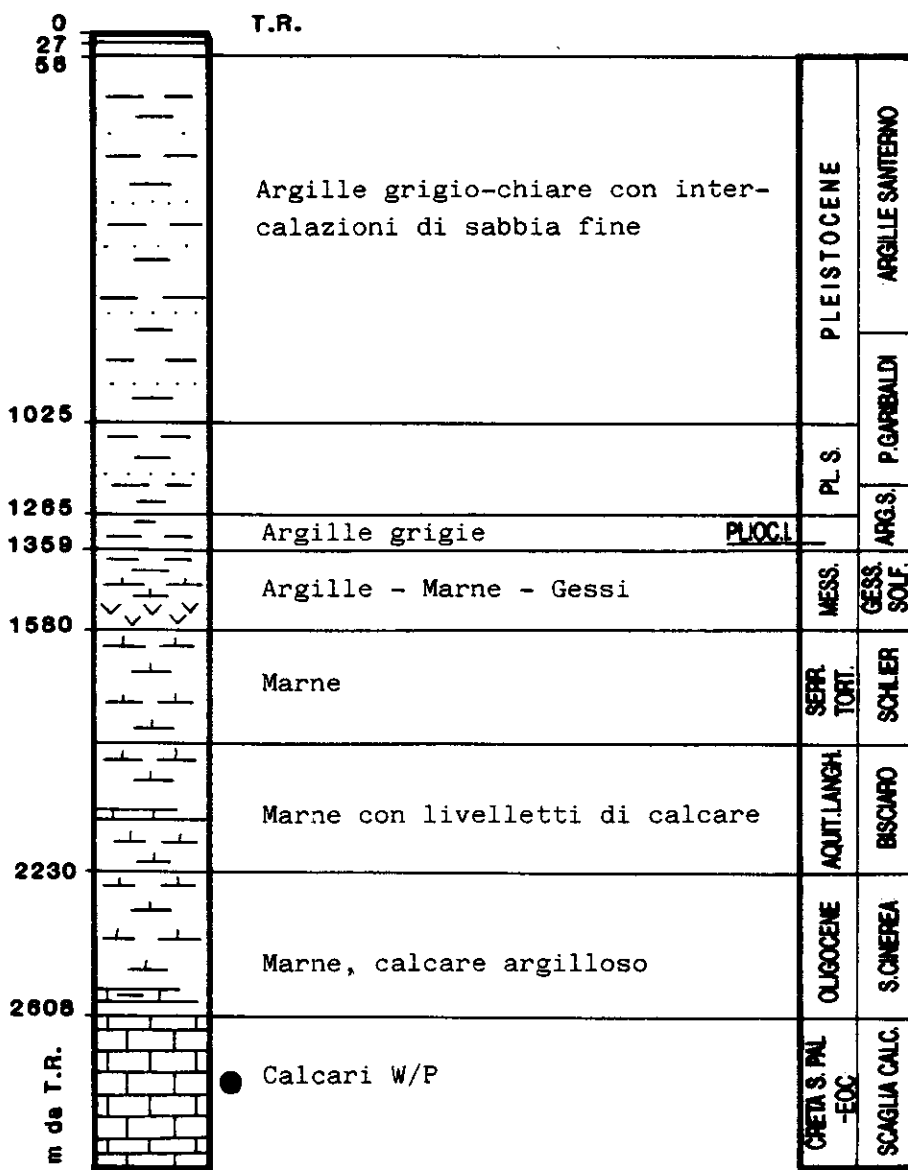 0
T.R.
27
58
Argille grigio-chiare con inter-
calazioni di sabbia fine
PLEISTOCENE
ARGILLE SANTERNO
P.GARIBALDI
1025
PL. S.
1265
Argille grigie
PLIOC.I.
ARG.S.
1359
Argille - Marne - Gessi
MESS.
GESS.
SOLF.
1580
Marne
SERR.
TORT.
SCHLIER
Marne con livelletti di calcare
AQUIT.LANGH.
BISCIARO
2230
Marne, calcare argilloso
OLIGOCENE
S.CINEREA
2608
Calcari W/P
CRETA S. PAL
-EOC
SCAGLIA CALC.
m da T.R.